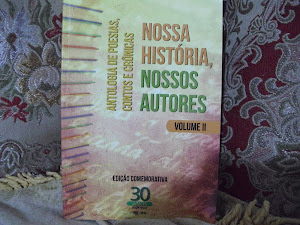 ANTOLOGIA DE POESIAS,
CONTOS E CRÔNICAS
NOSSA
HISTÓRIA,
NOSSOS
AUTORES
VOLUME II
EDIÇÃO COMEMORATIVA
30